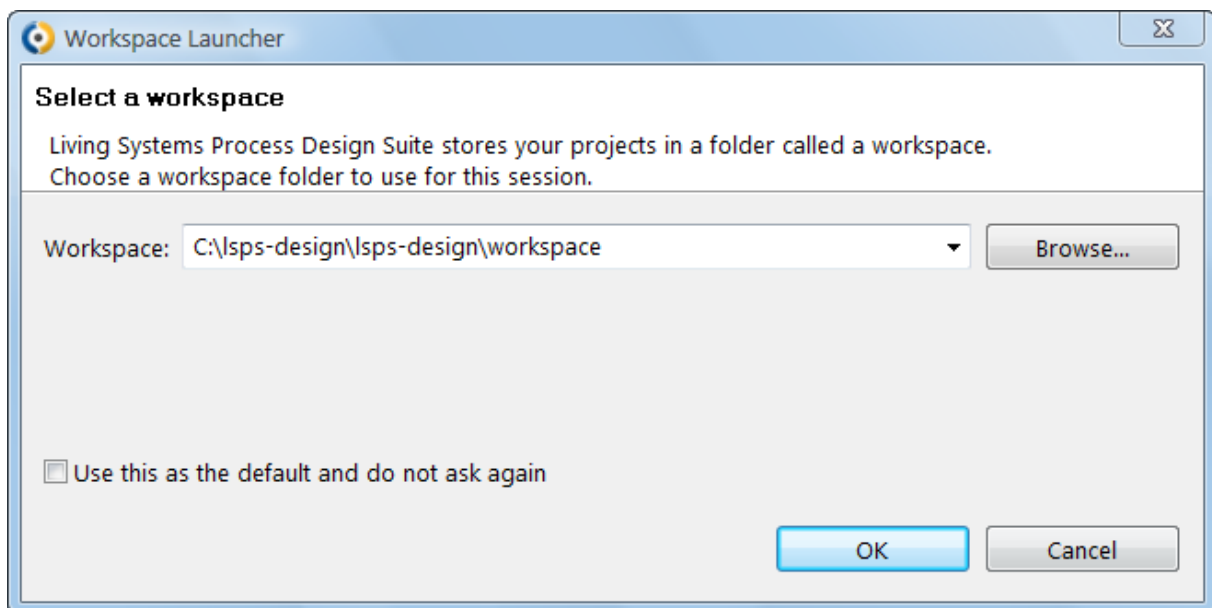 Workspace Launcher
Select a workspace
Living Systems Process Design Suite stores your projects in a folder called a workspace.
Choose a workspace folder to use for this session.
Workspace: C:\lsps-design\lsps-design\workspace Browse...
Use this as the default and do not ask again
OK Cancel